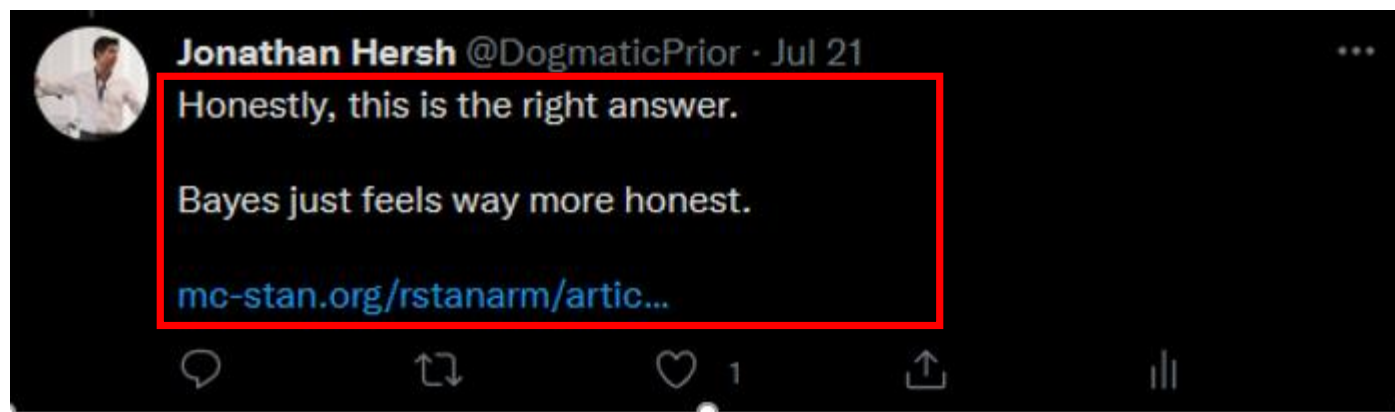 Jonathan Hersh @DogmaticPrior · Jul 21
Honestly, this is the right answer.
Bayes just feels way more honest.
mc-stan.org/rstanarm/artic...
1